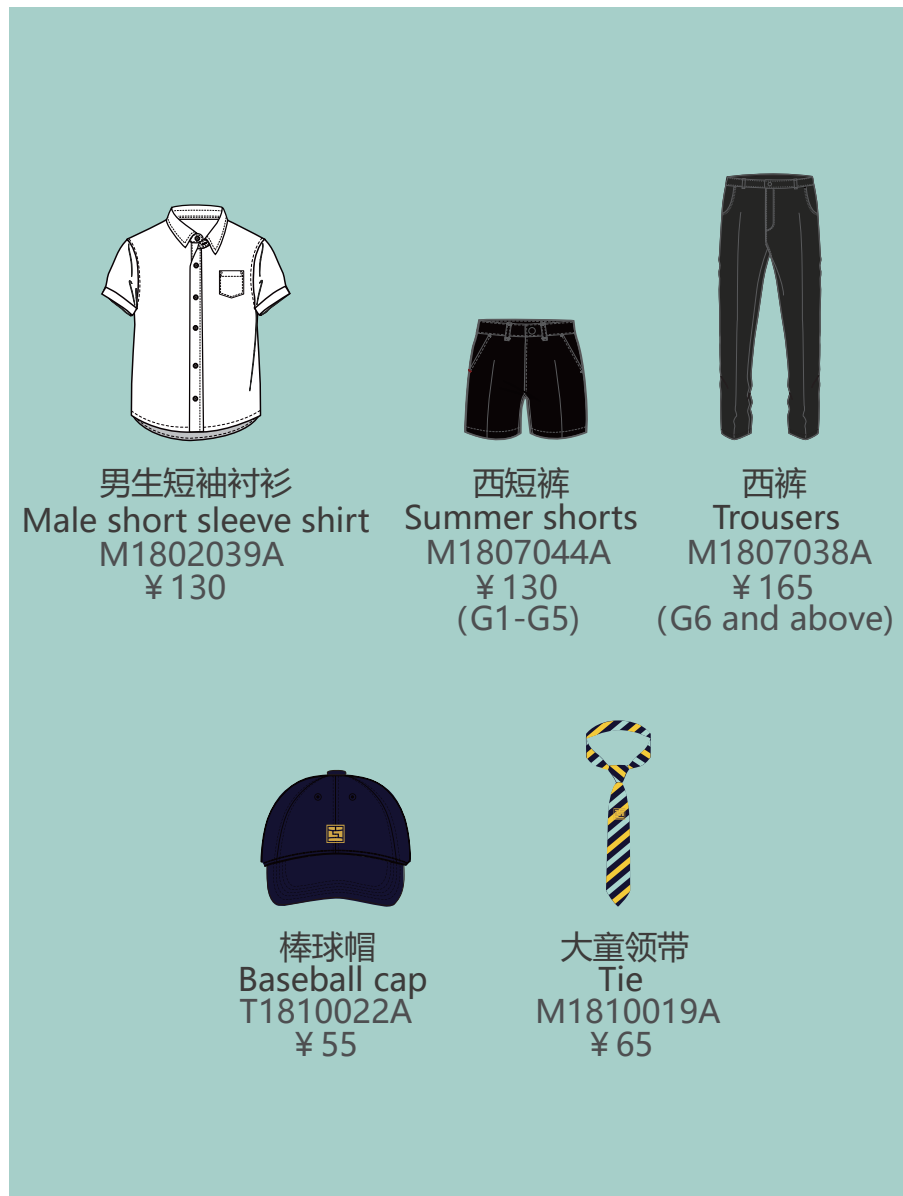 男生短袖衬衫
Male short sleeve shirt
M1802039A
¥130
西短裤
Summer shorts
M1807044A
¥130
(G1-G5)
西裤
Trousers
M1807038A
¥165
(G6 and above)
棒球帽
Baseball cap
T1810022A
¥55
大童领带
Tie
M1810019A
¥65